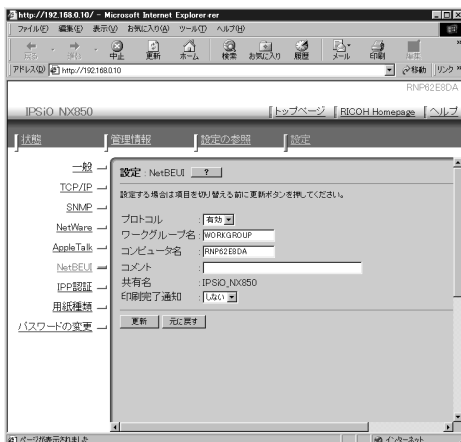 http://192.168.0.10/ - Microsoft Internet Explorer
ファイル(F) 編集(E) 表示(V) お気に入り(A) ツール(T) ヘルプ(H)
戻る 進む 中止 更新 ホーム 検索 お気に入り 履歴 メール 印刷 編集
アドレス(D) http://192.168.0.10 移動 リンク
RNP62E8DA
IPSiO NX850 トップページ RICOH Homepage ヘルプ
状態 管理情報 設定の参照 設定
一般
TCP/IP
SNMP
NetWare
AppleTalk
NetBEUI
IPP認証
用紙種類
パスワードの変更
設定 : NetBEUI ?
設定する場合は項目を切り替える前に更新ボタンを押してください。
プロトコル : 有効
ワークグループ名 : WORKGROUP
コンピュータ名 : RNP62E8DA
コメント :
共有名 : IPSiO_NX850
印刷完了通知 : しない
更新 元に戻す
ページが表示されました インターネット